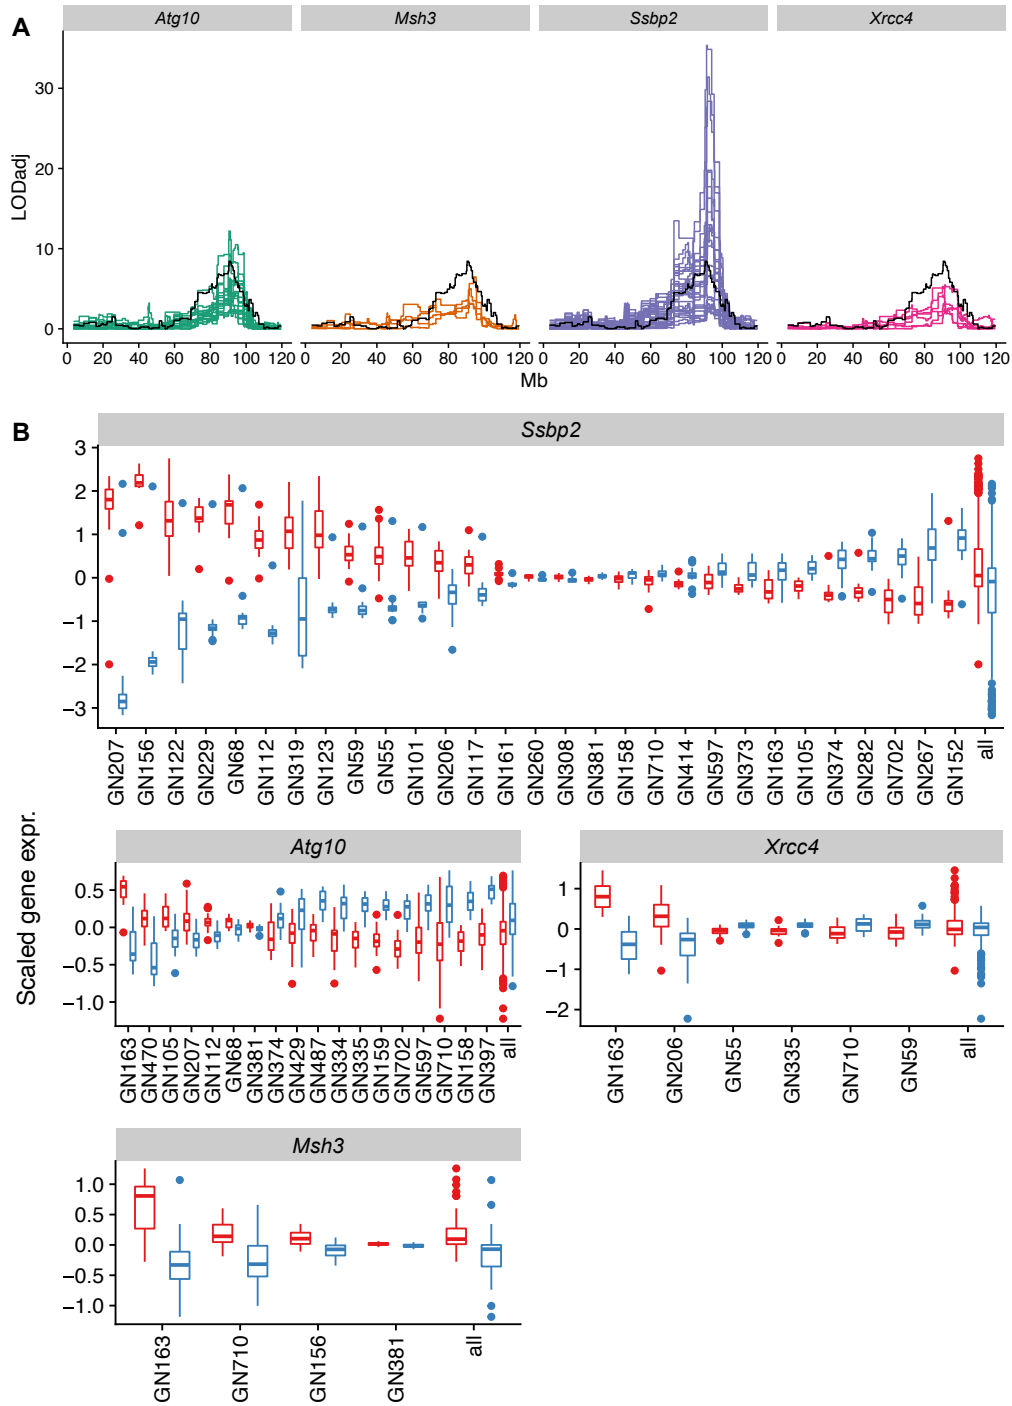 A
Atg10 Msh3 Ssbp2 Xrcc4
LODadj
30
20
10
0
0 20 40 60 80 100 120 0 20 40 60 80 100 120 0 20 40 60 80 100 120 0 20 40 60 80 100 120
Mb
B
Ssbp2
Scaled gene expr.
3
2
1
0
−1
−2
−3
GN207 GN156 GN122 GN229 GN68 GN112 GN319 GN123 GN59 GN55 GN101 GN206 GN117 GN161 GN260 GN308 GN381 GN158 GN710 GN414 GN597 GN373 GN163 GN105 GN374 GN282 GN702 GN267 GN152 all
Atg10
0.5
0.0
−0.5
−1.0
GN163 GN470 GN105 GN207 GN112 GN68 GN381 GN374 GN429 GN487 GN334 GN335 GN159 GN702 GN597 GN710 GN158 GN397 all
Xrcc4
1
0
−1
−2
GN163 GN206 GN55 GN335 GN710 GN59 all
Msh3
1.0
0.5
0.0
−0.5
−1.0
GN163 GN710 GN156 GN381 all